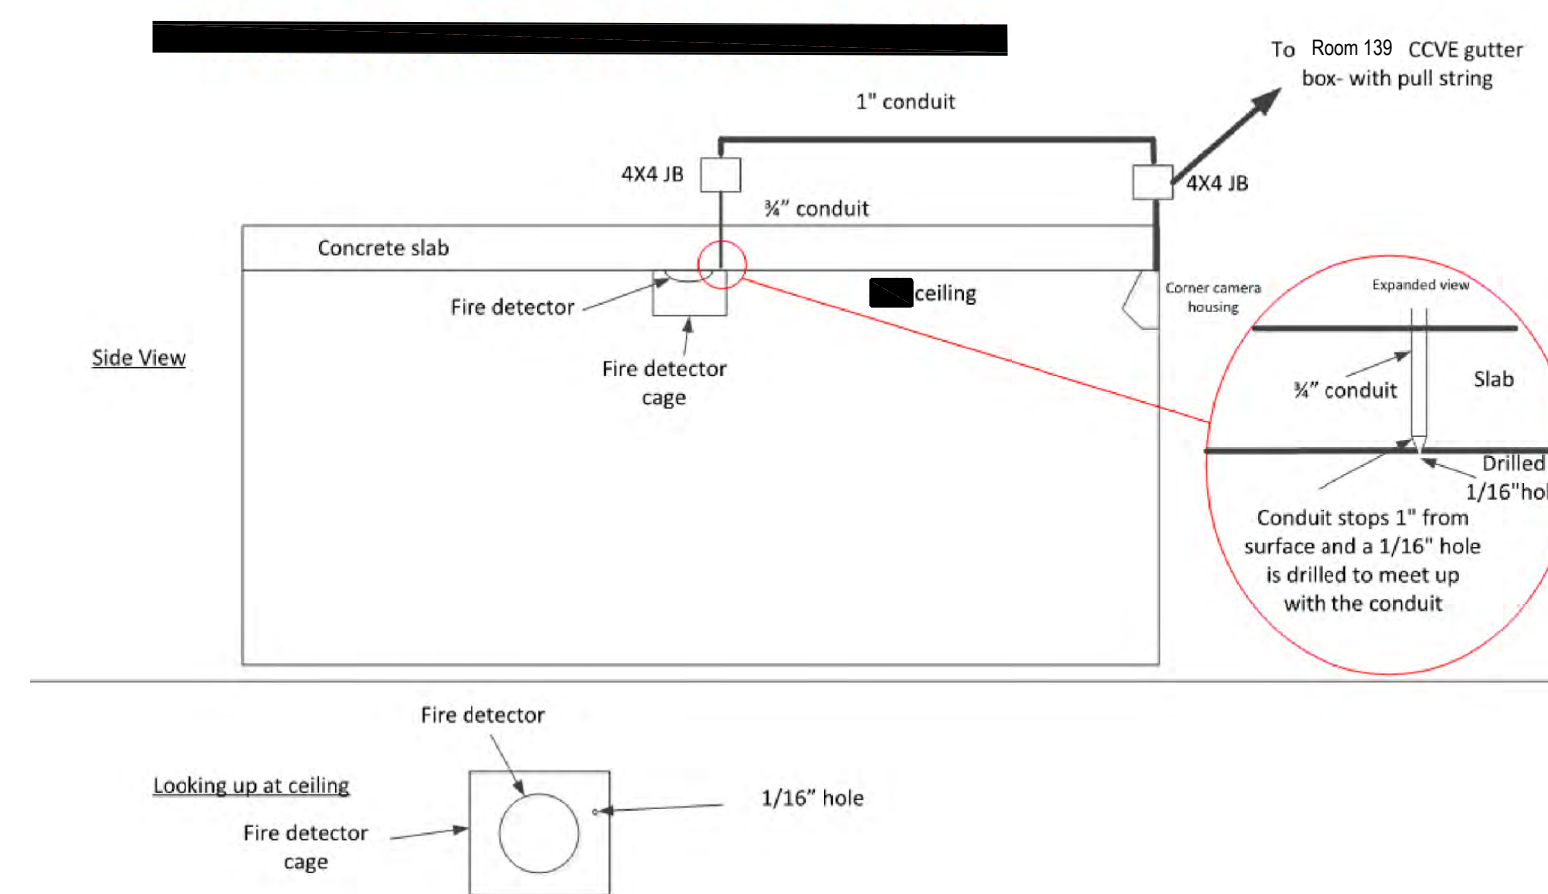 To Room 139 CCVE gutter
box- with pull string
1" conduit
4X4 JB
4X4 JB
¾" conduit
Concrete slab
Fire detector
ceiling
Corner camera
housing
Expanded view
Side View
Fire detector
cage
¾" conduit
Slab
Drilled
1/16"hol
Conduit stops 1" from
surface and a 1/16" hole
is drilled to meet up
with the conduit
Fire detector
Looking up at ceiling
1/16" hole
Fire detector
cage